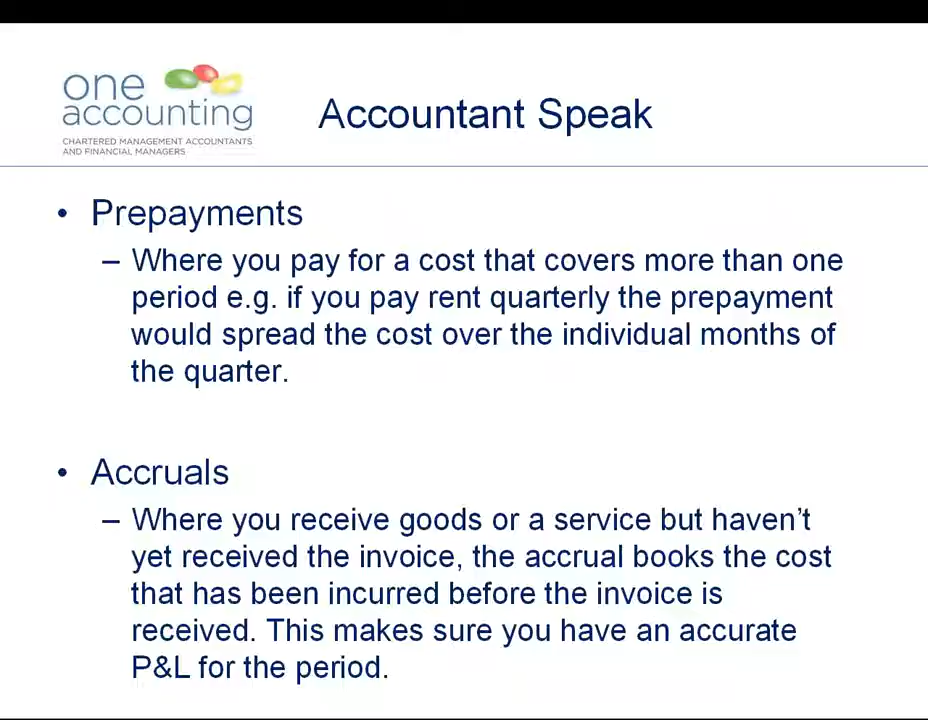 one
accounting
CHARTERED MANAGEMENT ACCOUNTANTS
AND FINANCIAL MANAGERS
Accountant Speak
• Prepayments
– Where you pay for a cost that covers more than one
period e.g. if you pay rent quarterly the prepayment
would spread the cost over the individual months of
the quarter.
• Accruals
– Where you receive goods or a service but haven’t
yet received the invoice, the accrual books the cost
that has been incurred before the invoice is
received. This makes sure you have an accurate
P&L for the period.